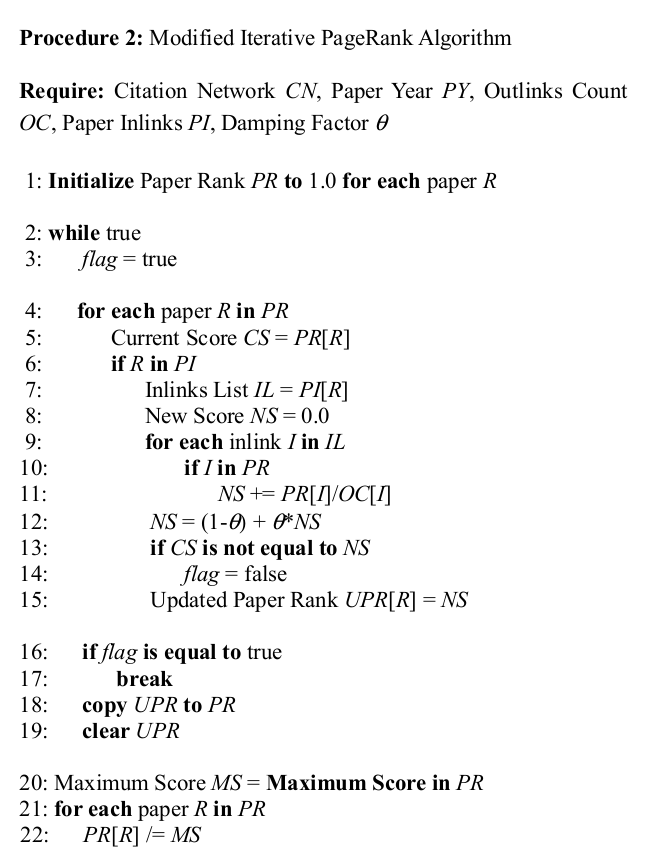 Procedure 2: Modified Iterative PageRank Algorithm
Require: Citation Network CN, Paper Year PY, Outlinks Count
OC, Paper Inlinks PI, Damping Factor θ
1: Initialize Paper Rank PR to 1.0 for each paper R
2: while true
3: flag = true
4: for each paper R in PR
5: Current Score CS = PR[R]
6: if R in PI
7: Inlinks List IL = PI[R]
8: New Score NS = 0.0
9: for each inlink I in IL
10: if I in PR
11: NS += PR[I]/OC[I]
12: NS = (1-θ) + θ*NS
13: if CS is not equal to NS
14: flag = false
15: Updated Paper Rank UPR[R] = NS
16: if flag is equal to true
17: break
18: copy UPR to PR
19: clear UPR
20: Maximum Score MS = Maximum Score in PR
21: for each paper R in PR
22: PR[R] /= MS